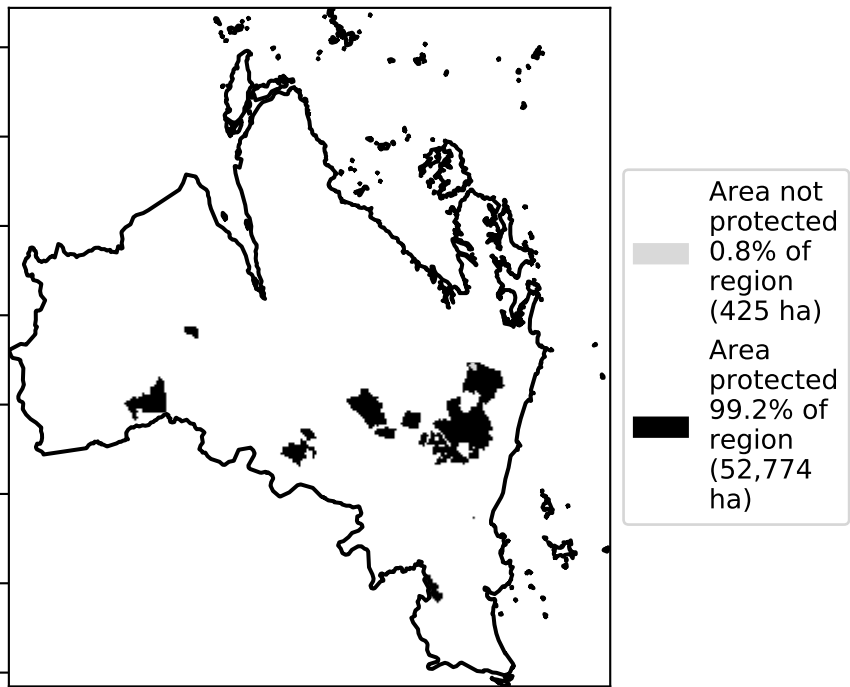 Area not
protected
0.8% of
region
(425 ha)
Area
protected
99.2% of
region
(52,774
ha)